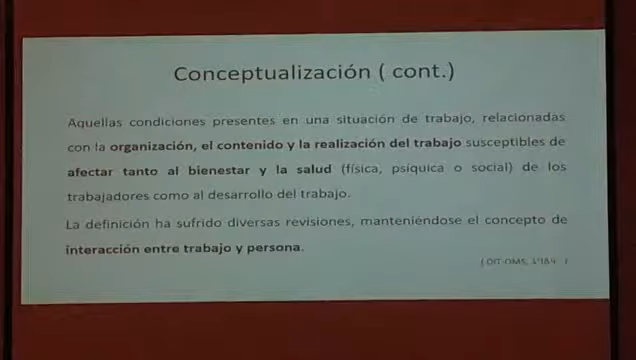 Conceptualización ( cont.)
Aquellas condiciones presentes en una situación de trabajo, relacionadas
con la organización, el contenido y la realización del trabajo susceptibles de
afectar tanto al bienestar y la salud (física, psíquica o social) de los
trabajadores como al desarrollo del trabajo.
La definición ha sufrido diversas revisiones, manteniéndose el concepto de
interacción entre trabajo y persona.
( OIT-OMS,